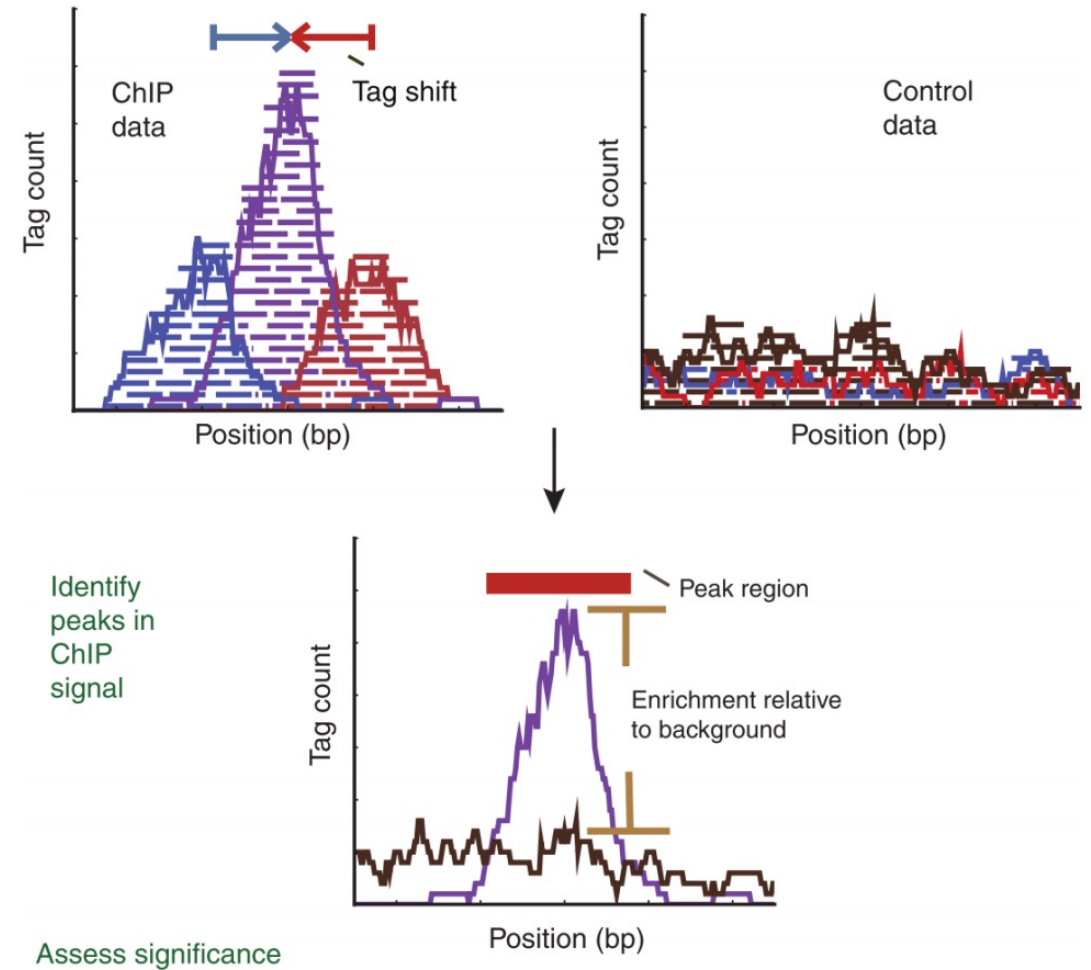 ChIP
data
Tag shift
Tag count
Position (bp)
Control
data
Tag count
Position (bp)
Identify
peaks in
ChIP
signal
Peak region
Enrichment relative
to background
Tag count
Position (bp)
Assess significance